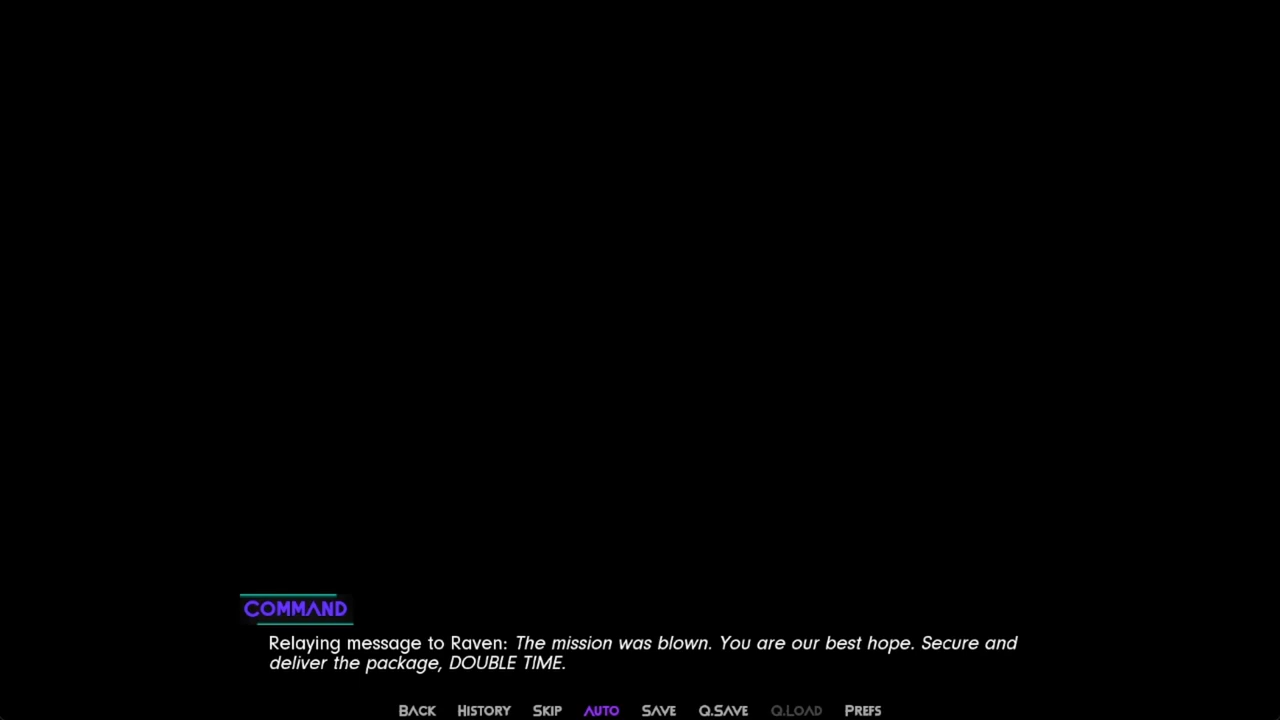 COMMAND
Relaying message to Raven: The mission was blown. You are our best hope. Secure and
deliver the package, DOUBLE TIME.
Back History Skip Auto Save Q.Save Q.Load Prefs